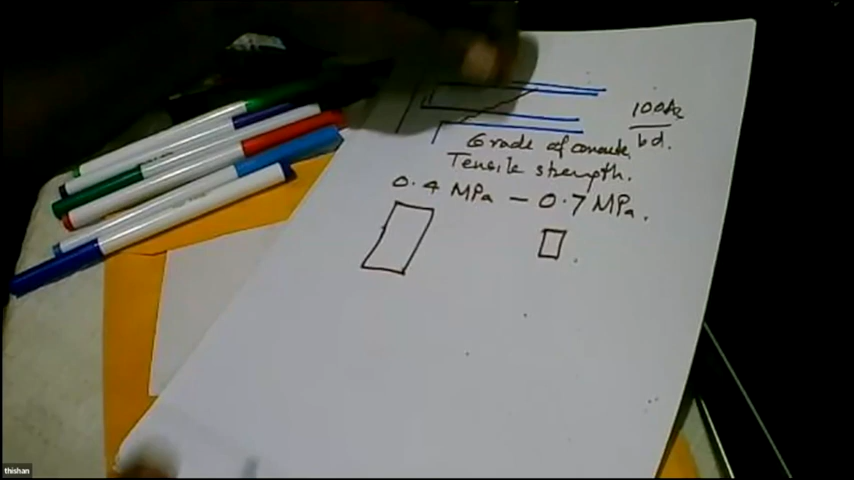 100As
bd.
Grade of concrete
Tensile strength.
0.4 MPa - 0.7 MPa.
thishan